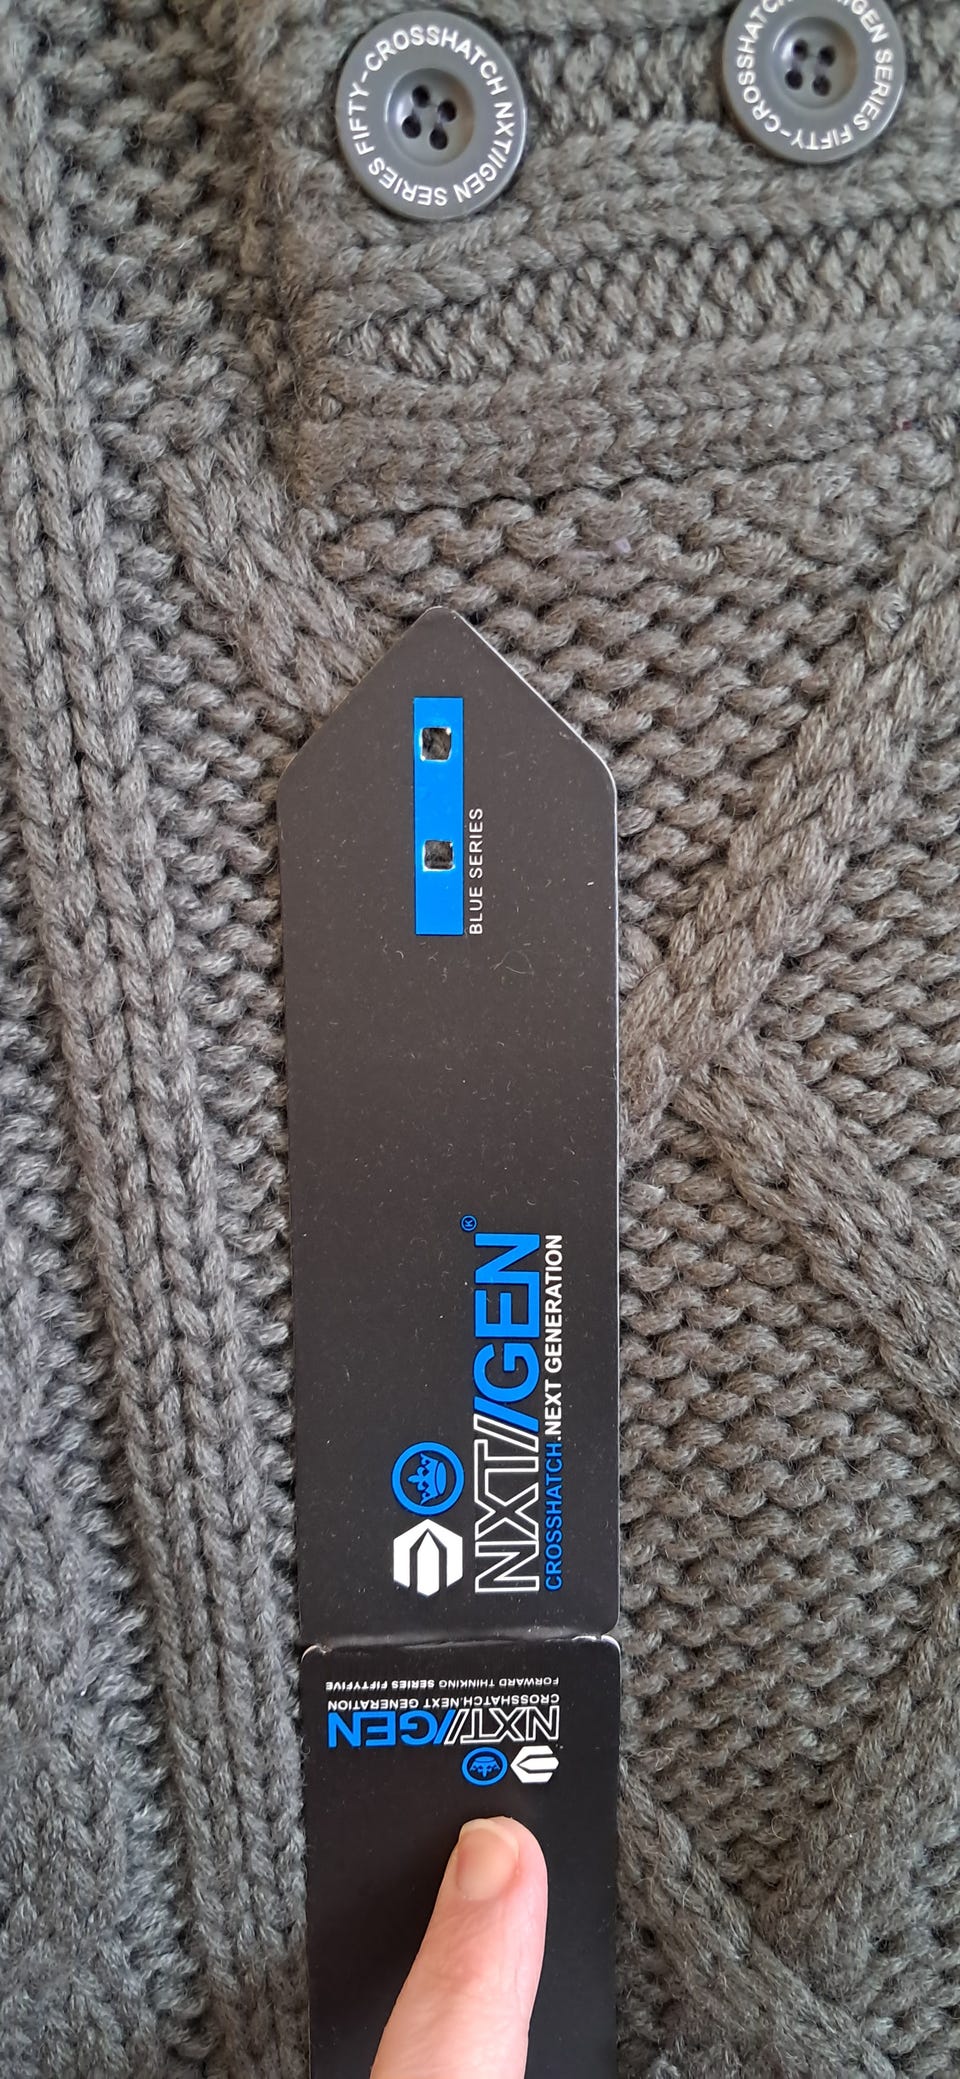 CROSSHATCH NXT//GEN SERIES FIFTY-
CROSSHATCH NXT//GEN SERIES FIFTY-
BLUE SERIES
NXT//GEN®
CROSSHATCH.NEXT GENERATION
NXT//GEN
CROSSHATCH.NEXT GENERATION
FORWARD THINKING SERIES FIFTYFIVE